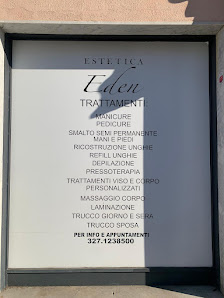 ESTETICA
Eden
TRATTAMENTI:
MANICURE
PEDICURE
SMALTO SEMI PERMANENTE
MANI E PIEDI
RICOSTRUZIONE UNGHIE
REFILL UNGHIE
DEPILAZIONE
PRESSOTERAPIA
TRATTAMENTI VISO E CORPO
PERSONALIZZATI
MASSAGGIO CORPO
LAMINAZIONE
TRUCCO GIORNO E SERA
TRUCCO SPOSA
PER INFO E APPUNTAMENTI
327.1238500